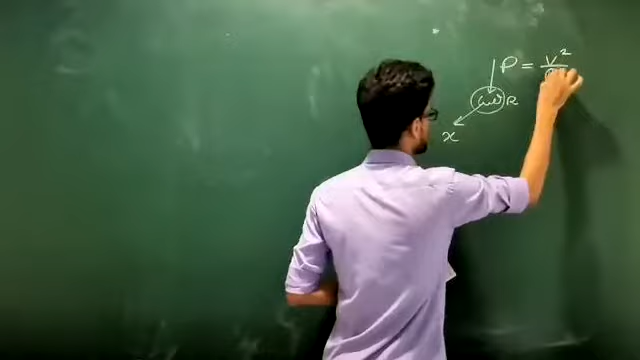 P = V²
R
x